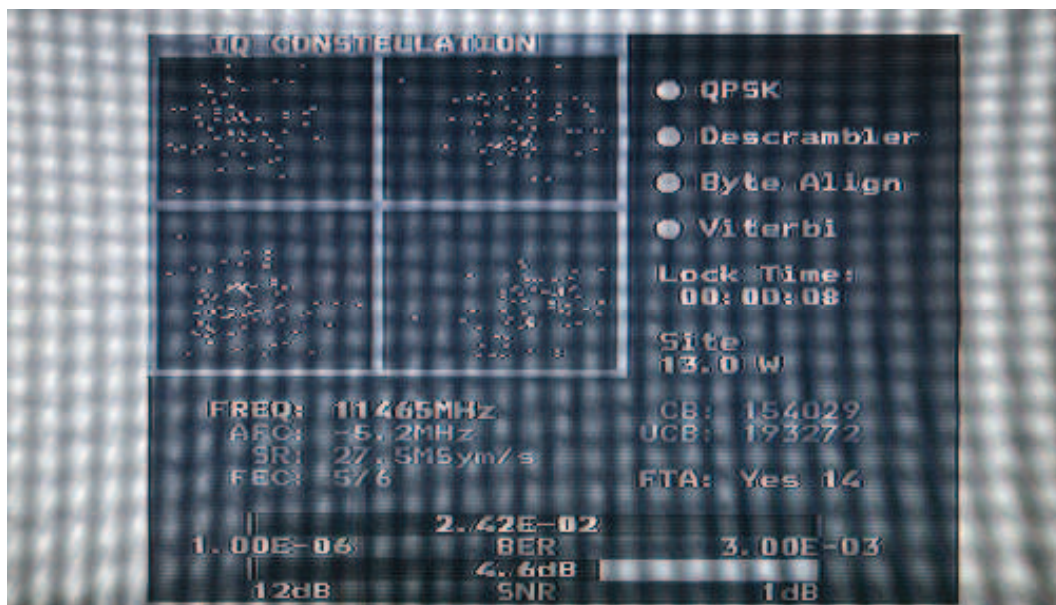 IQ CONSTELLATION
QPSK
Descrambler
Byte Align
Viterbi
Lock Time:
00:00:08
Site
13.0 W
FREQ: 11465MHz
AFC: -5.2MHz
SR: 27.5MSym/s
FEC: 5/6
CB: 154029
UCB: 193272
FTA: Yes 14
2.42E-02
1.00E-06 BER 3.00E-03
4.6dB
12dB SNR 1dB